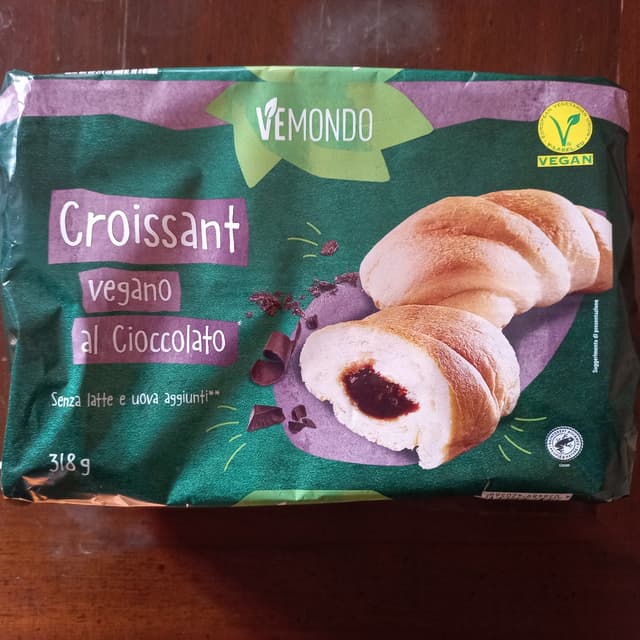 VEMONDO
VEGAN
Croissant
vegano
al Cioccolato
Senza latte e uova aggiunti**
318 g
Suggerimento di presentazione